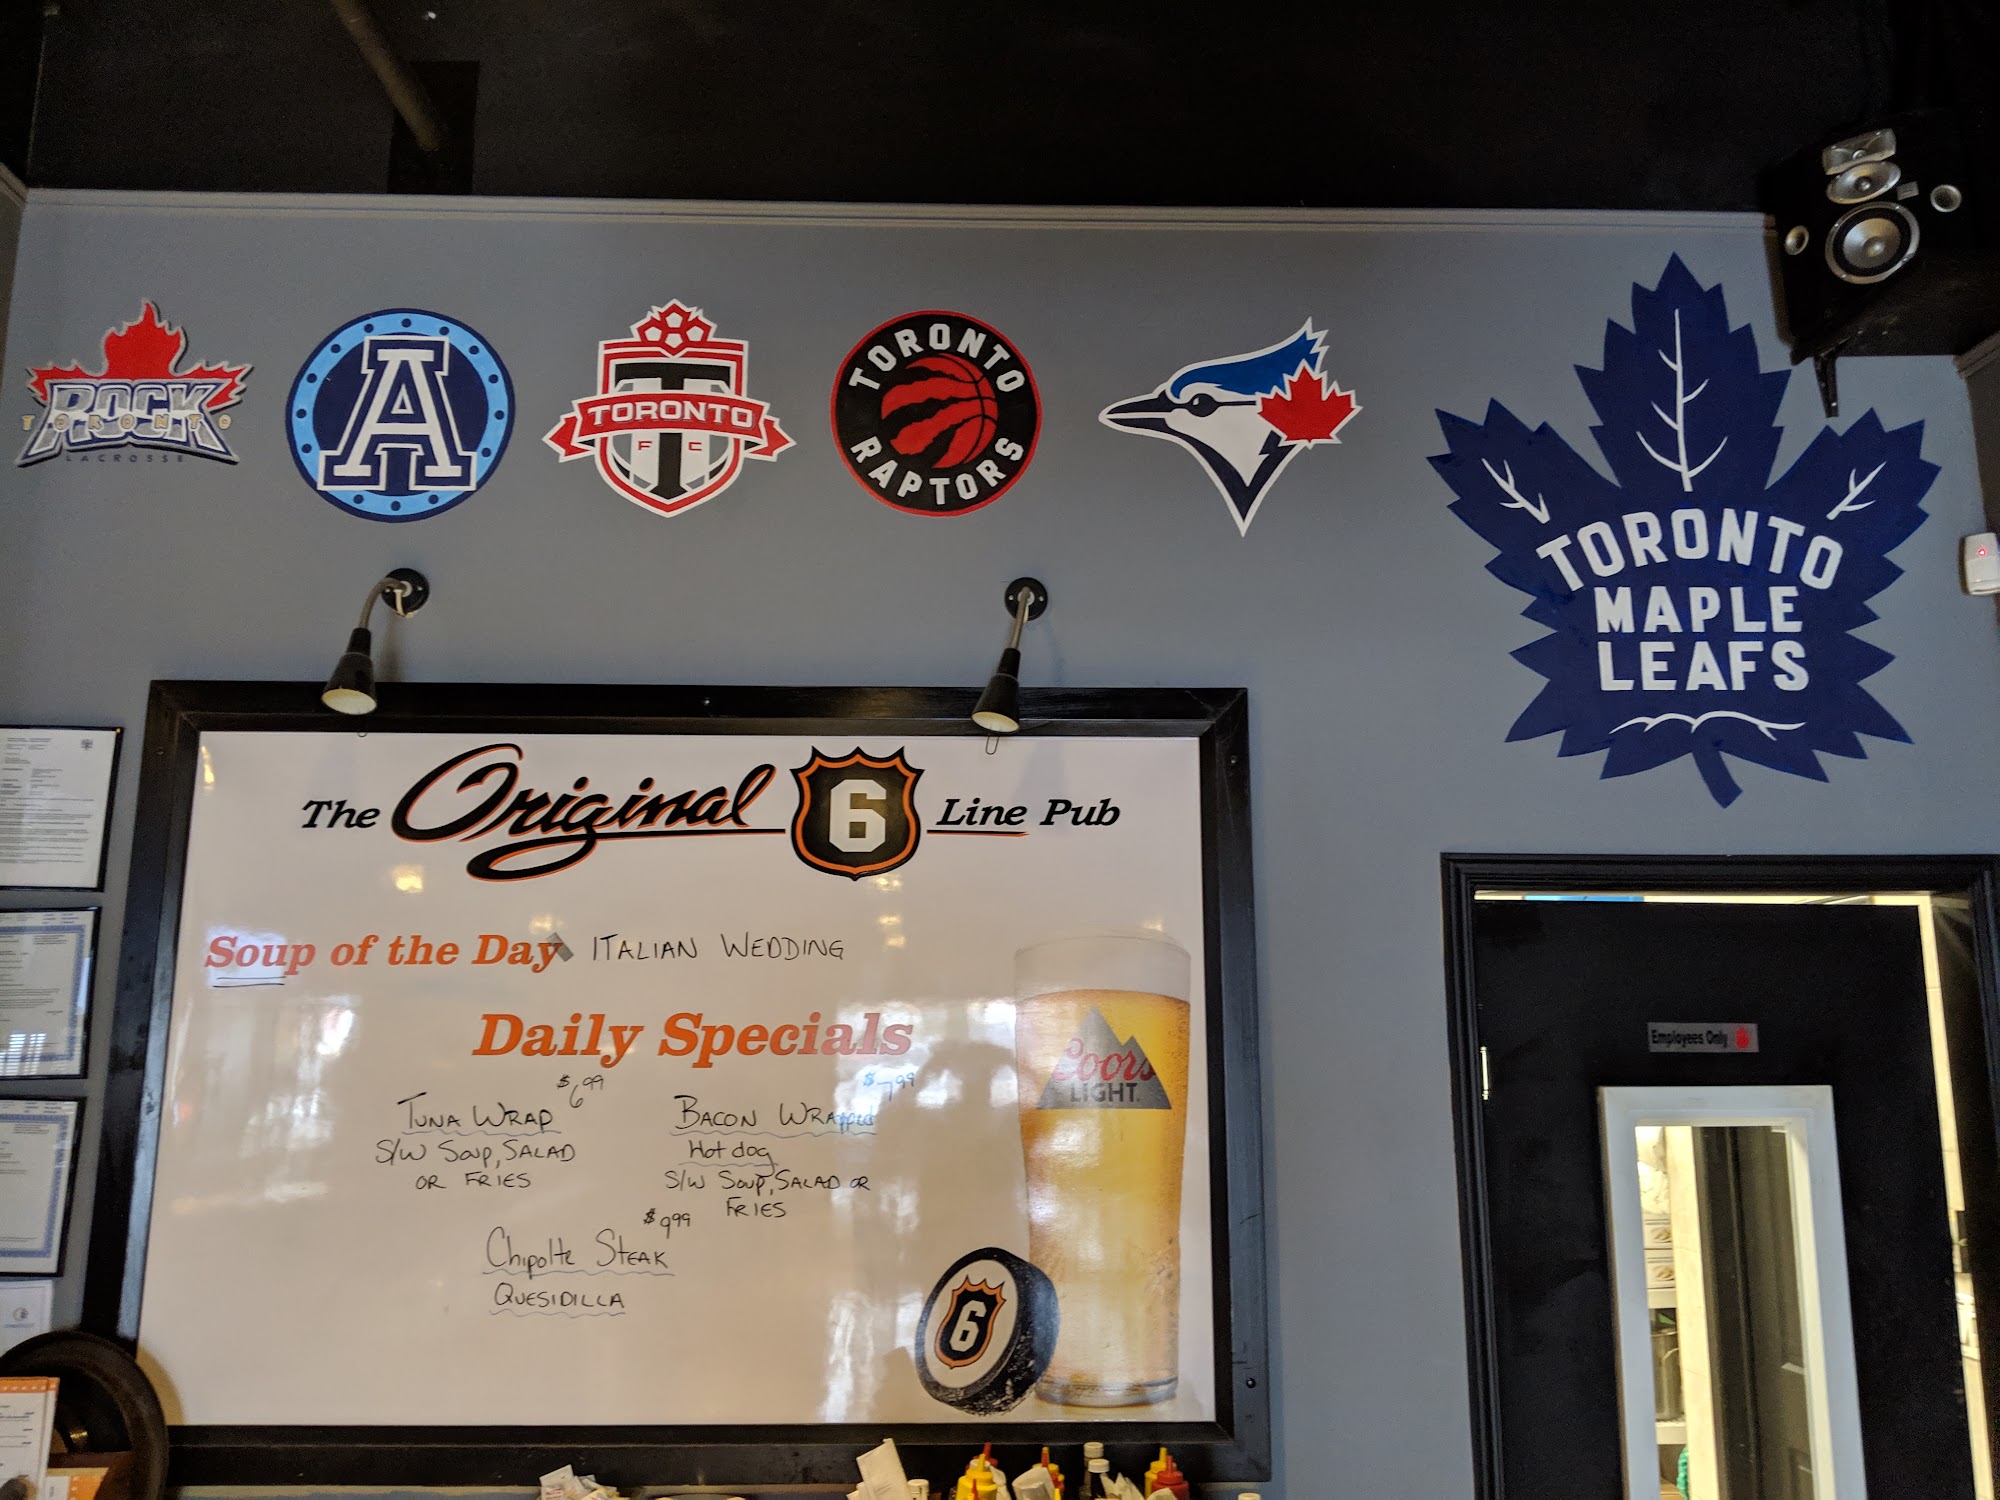 ROCK
TORONTO
LACROSSE
A
TORONTO
F C
T
TORONTO
RAPTORS
TORONTO
MAPLE
LEAFS
The Original 6 Line Pub
Soup of the Day ITALIAN WEDDING
Daily Specials
$6.99
TUNA WRAP
S/W SOUP, SALAD
OR FRIES
$7.99
BACON WRApped
Hot dog
S/W SOUP, SALAD OR
FRIES
$9.99
Chipolte STEAK
QUESIDILLA
Coors
LIGHT.
6
Employees Only